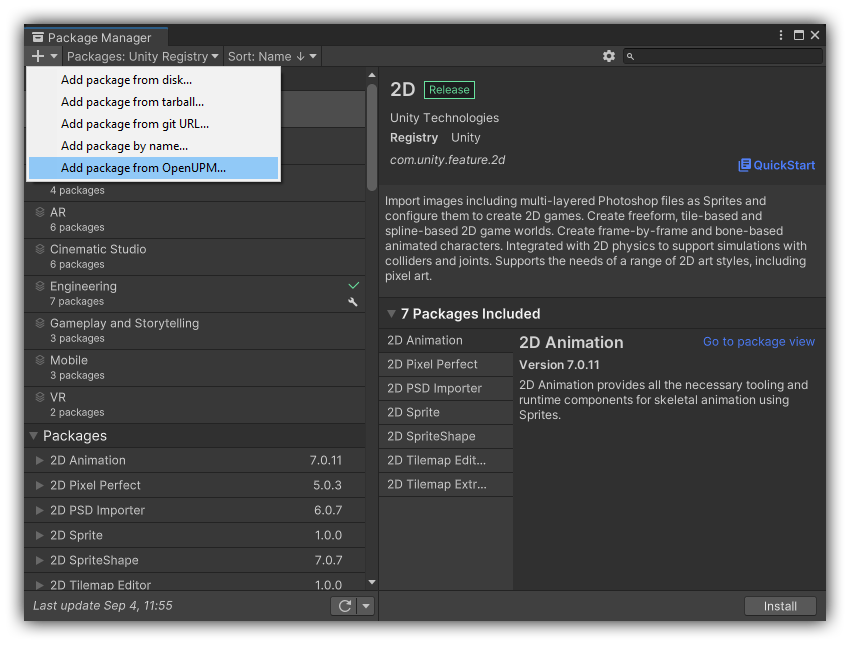 Package Manager
Packages: Unity Registry
Sort: Name ↓
Add package from disk...
Add package from tarball...
Add package from git URL...
Add package by name...
Add package from OpenUPM...
4 packages
AR
6 packages
Cinematic Studio
6 packages
Engineering
7 packages
Gameplay and Storytelling
3 packages
Mobile
3 packages
VR
2 packages
Packages
2D Animation 7.0.11
2D Pixel Perfect 5.0.3
2D PSD Importer 6.0.7
2D Sprite 1.0.0
2D SpriteShape 7.0.7
2D Tilemap Editor 1.0.0
Last update Sep 4, 11:55
2D Release
Unity Technologies
Registry Unity
com.unity.feature.2d
QuickStart
Import images including multi-layered Photoshop files as Sprites and
configure them to create 2D games. Create freeform, tile-based and
spline-based 2D game worlds. Create frame-by-frame and bone-based
animated characters. Integrated with 2D physics to support simulations with
colliders and joints. Supports the needs of a range of 2D art styles, including
pixel art.
7 Packages Included
2D Animation
2D Pixel Perfect
2D PSD Importer
2D Sprite
2D SpriteShape
2D Tilemap Edit...
2D Tilemap Extr...
2D Animation
Go to package view
Version 7.0.11
2D Animation provides all the necessary tooling and
runtime components for skeletal animation using
Sprites.
Install